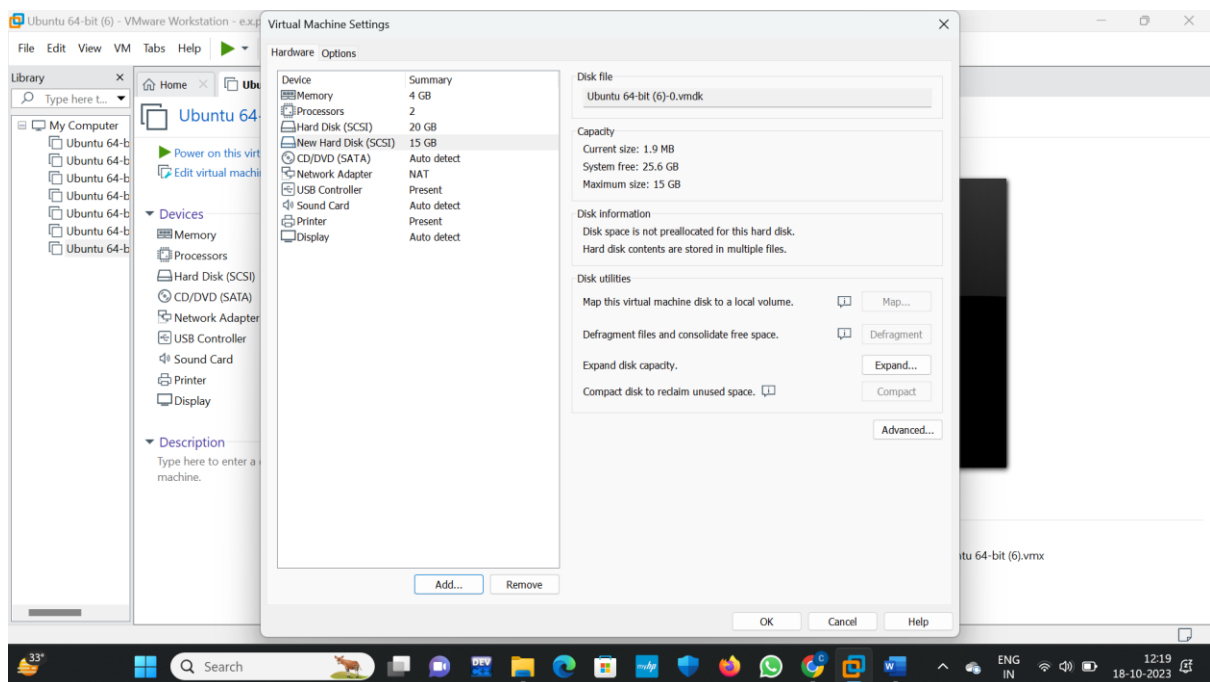 Ubuntu 64-bit (6) - VMware Workstation - e.x.p
File Edit View VM Tabs Help
Library
Type here t...
My Computer
Ubuntu 64-b
Ubuntu 64-b
Ubuntu 64-b
Ubuntu 64-b
Ubuntu 64-b
Ubuntu 64-b
Ubuntu 64-b
Home
Ubu
Ubuntu 64-
Power on this virt
Edit virtual machi
Devices
Memory
Processors
Hard Disk (SCSI)
CD/DVD (SATA)
Network Adapter
USB Controller
Sound Card
Printer
Display
Description
Type here to enter a
machine.
Virtual Machine Settings
Hardware Options
Device Summary
Memory 4 GB
Processors 2
Hard Disk (SCSI) 20 GB
New Hard Disk (SCSI) 15 GB
CD/DVD (SATA) Auto detect
Network Adapter NAT
USB Controller Present
Sound Card Auto detect
Printer Present
Display Auto detect
Add... Remove
Disk file
Ubuntu 64-bit (6)-0.vmdk
Capacity
Current size: 1.9 MB
System free: 25.6 GB
Maximum size: 15 GB
Disk information
Disk space is not preallocated for this hard disk.
Hard disk contents are stored in multiple files.
Disk utilities
Map this virtual machine disk to a local volume. Map...
Defragment files and consolidate free space. Defragment
Expand disk capacity. Expand...
Compact disk to reclaim unused space. Compact
Advanced...
OK Cancel Help
ntu 64-bit (6).vmx
33°
Search
DEV
mhp
ENG
IN
12:19
18-10-2023